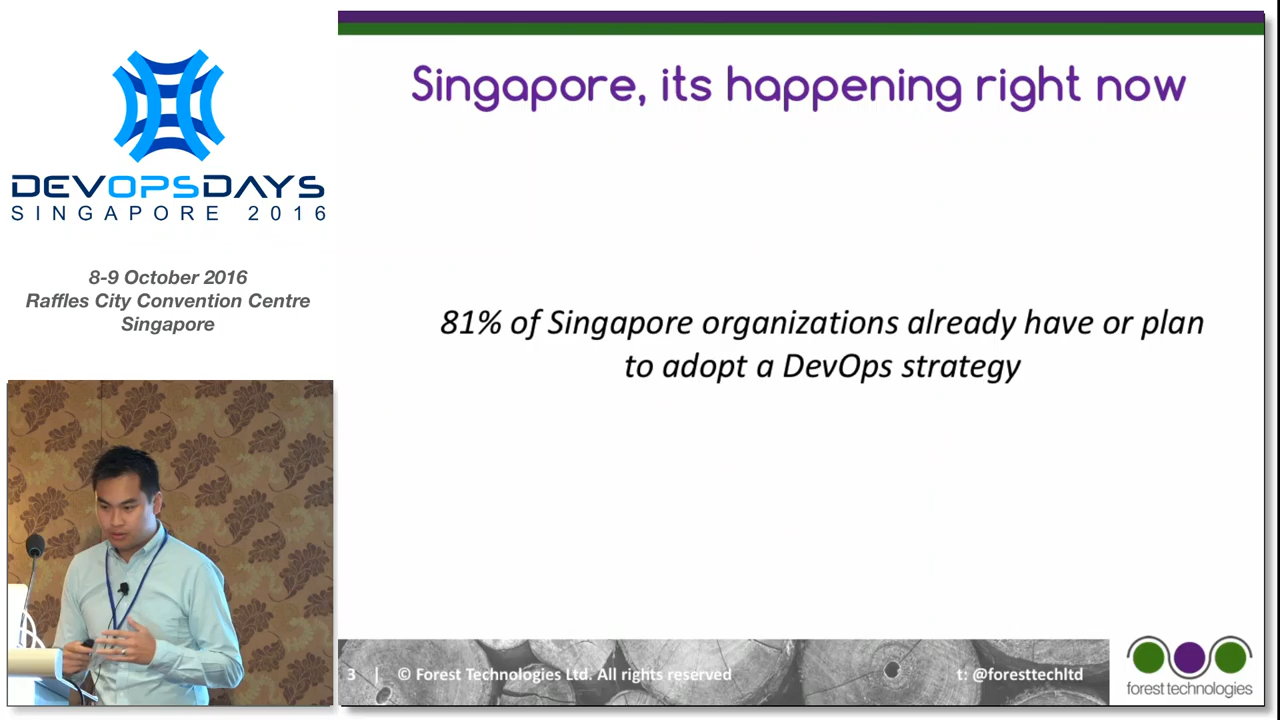 DEVOPSDAYS
SINGAPORE 2016
8-9 October 2016
Raffles City Convention Centre
Singapore
Singapore, its happening right now
81% of Singapore organizations already have or plan
to adopt a DevOps strategy
3 | © Forest Technologies Ltd. All rights reserved
t: @foresttechltd
forest technologies